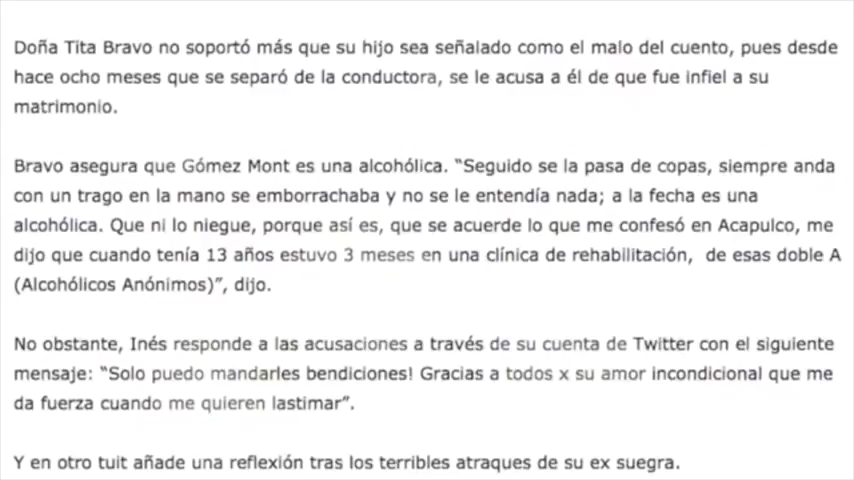 Doña Tita Bravo no soportó más que su hijo sea señalado como el malo del cuento, pues desde
hace ocho meses que se separó de la conductora, se le acusa a él de que fue infiel a su
matrimonio.
Bravo asegura que Gómez Mont es una alcohólica. “Seguido se la pasa de copas, siempre anda
con un trago en la mano se emborrachaba y no se le entendía nada; a la fecha es una
alcohólica. Que ni lo niegue, porque así es, que se acuerde lo que me confesó en Acapulco, me
dijo que cuando tenía 13 años estuvo 3 meses en una clínica de rehabilitación, de esas doble A
(Alcohólicos Anónimos)”, dijo.
No obstante, Inés responde a las acusaciones a través de su cuenta de Twitter con el siguiente
mensaje: “Solo puedo mandarles bendiciones! Gracias a todos x su amor incondicional que me
da fuerza cuando me quieren lastimar”.
Y en otro tuit añade una reflexión tras los terribles atraques de su ex suegra.